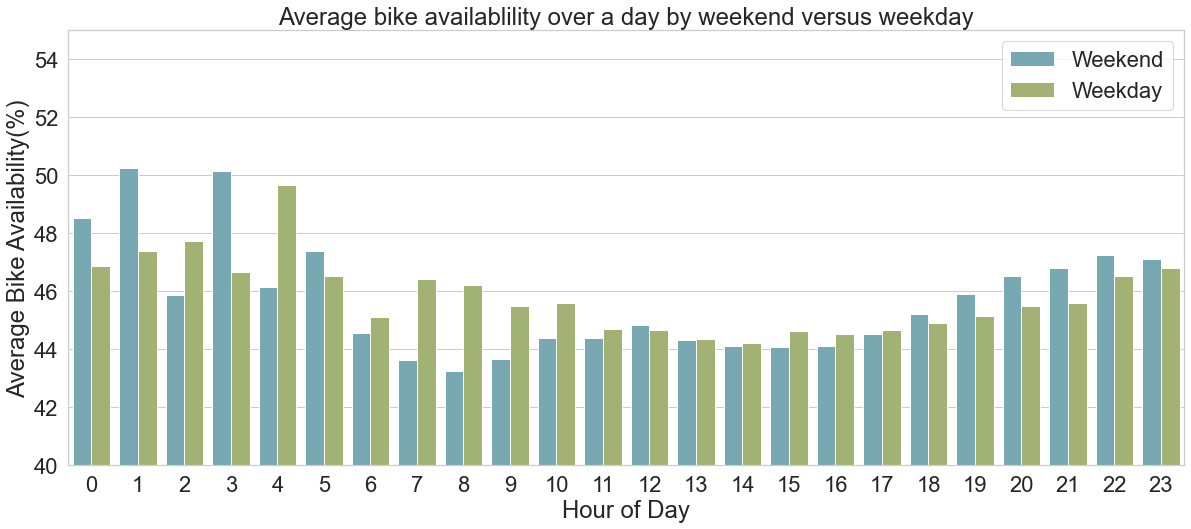 Average bike availablility over a day by weekend versus weekday
Weekend
Weekday
Average Bike Availability(%)
54
52
50
48
46
44
42
40
0 1 2 3 4 5 6 7 8 9 10 11 12 13 14 15 16 17 18 19 20 21 22 23
Hour of Day